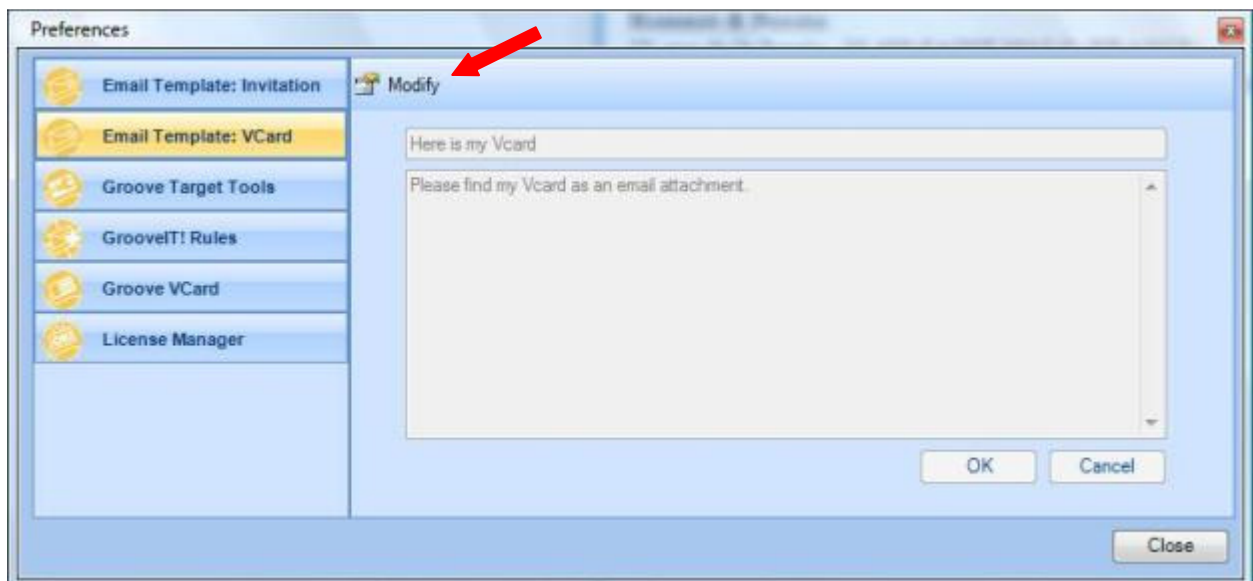 Preferences
Email Template: Invitation
Email Template: VCard
Groove Target Tools
GrooveIT! Rules
Groove VCard
License Manager
Modify
Here is my Vcard
Please find my Vcard as an email attachment.
OK Cancel
Close